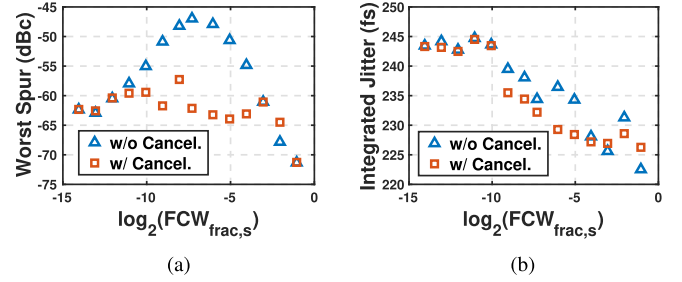 Worst Spur (dBc)
-45
-50
-55
-60
-65
-70
-75
w/o Cancel.
w/ Cancel.
-15
-10
-5
0
log2(FCWfrac,s)
(a)
Integrated Jitter (fs)
250
245
240
235
230
225
220
w/o Cancel.
w/ Cancel.
-15
-10
-5
0
log2(FCWfrac,s)
(b)